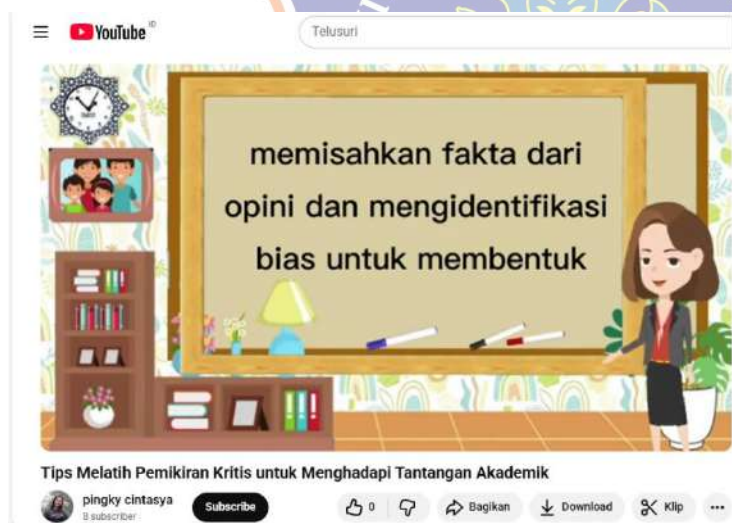 YouTube ID
Telusuri
memisahkan fakta dari
opini dan mengidentifikasi
bias untuk membentuk
Tips Melatih Pemikiran Kritis untuk Menghadapi Tantangan Akademik
pingky cintasya
8 subscriber
Subscribe
0
Bagikan
Download
Klip